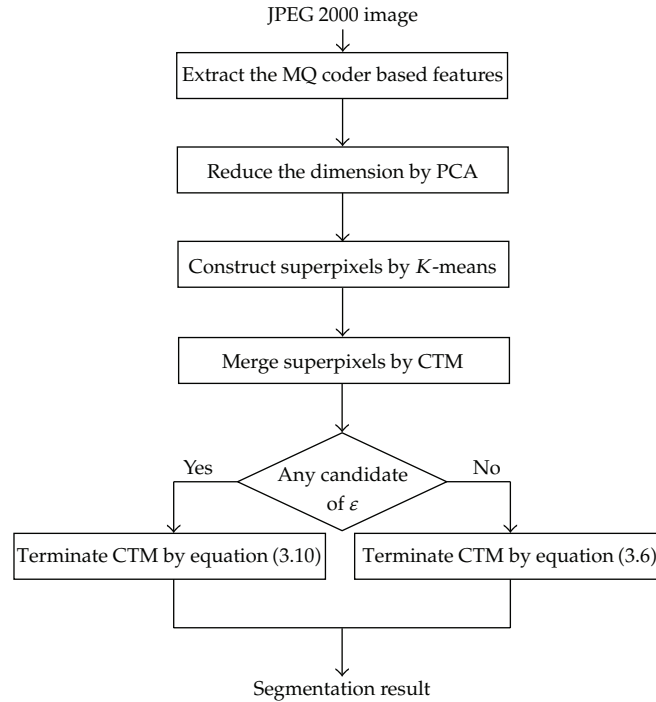 JPEG 2000 image
Extract the MQ coder based features
Reduce the dimension by PCA
Construct superpixels by K-means
Merge superpixels by CTM
Yes
Any candidate
of ε
No
Terminate CTM by equation (3.10)
Terminate CTM by equation (3.6)
Segmentation result